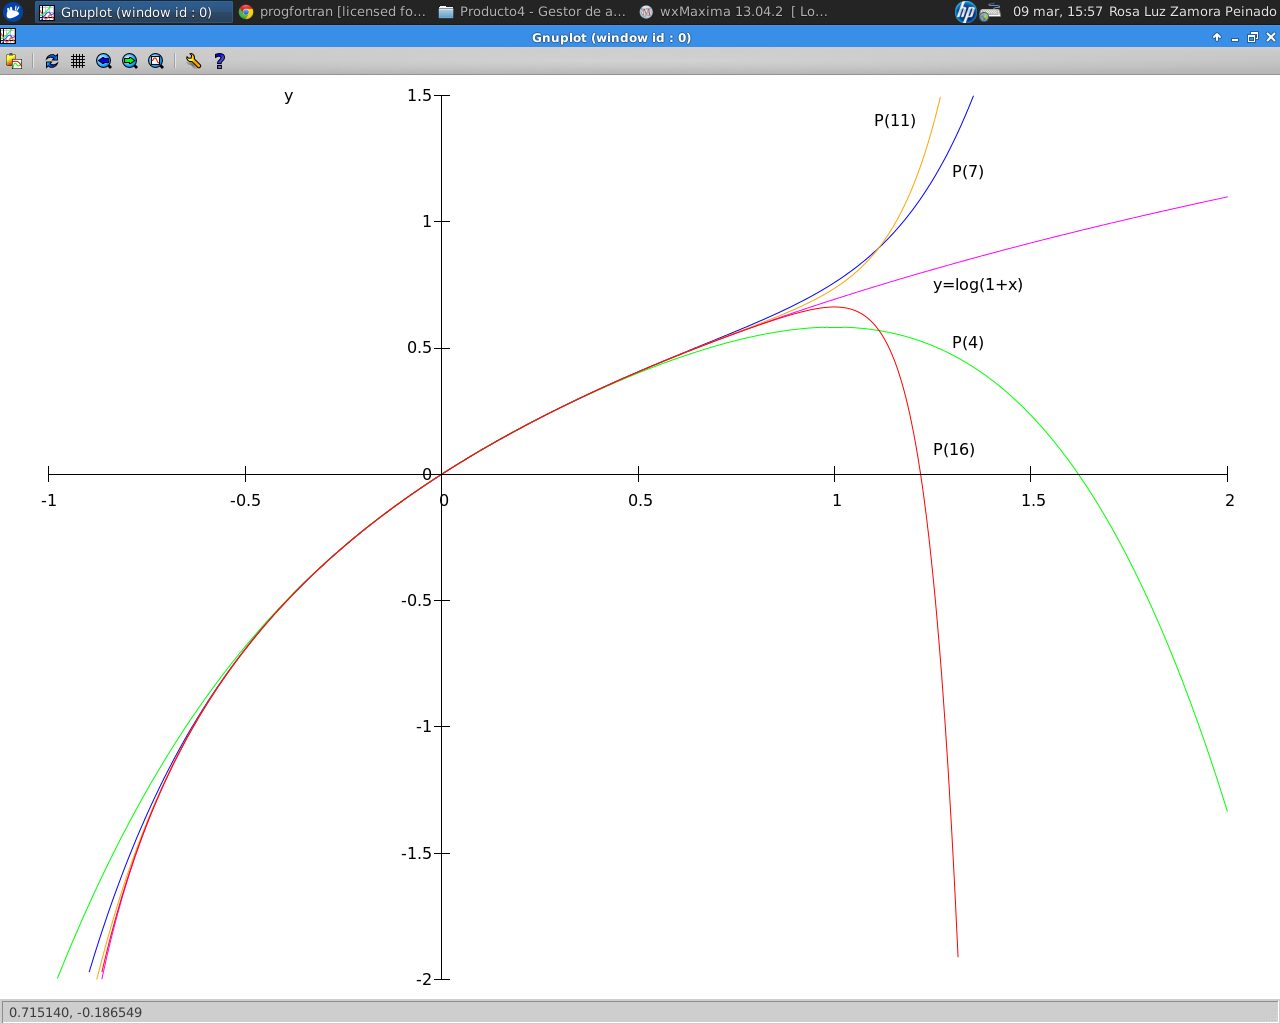 Gnuplot (window id : 0) progfortran [licensed fo... Producto4 - Gestor de a... wxMaxima 13.04.2 [ Lo... hp 09 mar, 15:57 Rosa Luz Zamora Peinado
Gnuplot (window id : 0)
y
1.5
P(11)
P(7)
1
y=log(1+x)
P(4)
0.5
P(16)
0
-1 -0.5 0 0.5 1 1.5 2
-0.5
-1
-1.5
-2
0.715140, -0.186549